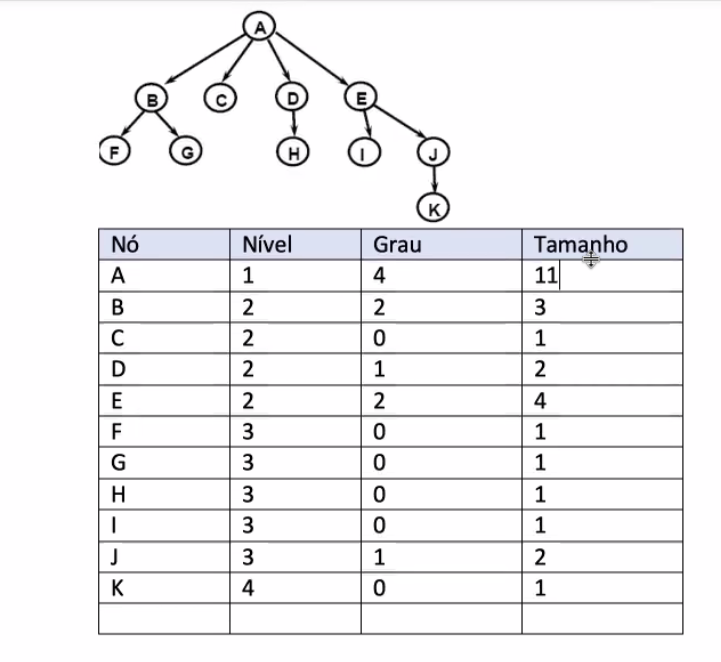 A
B C D E
F G H I J
K
Nó Nível Grau Tamanho
A 1 4 11
B 2 2 3
C 2 0 1
D 2 1 2
E 2 2 4
F 3 0 1
G 3 0 1
H 3 0 1
I 3 0 1
J 3 1 2
K 4 0 1